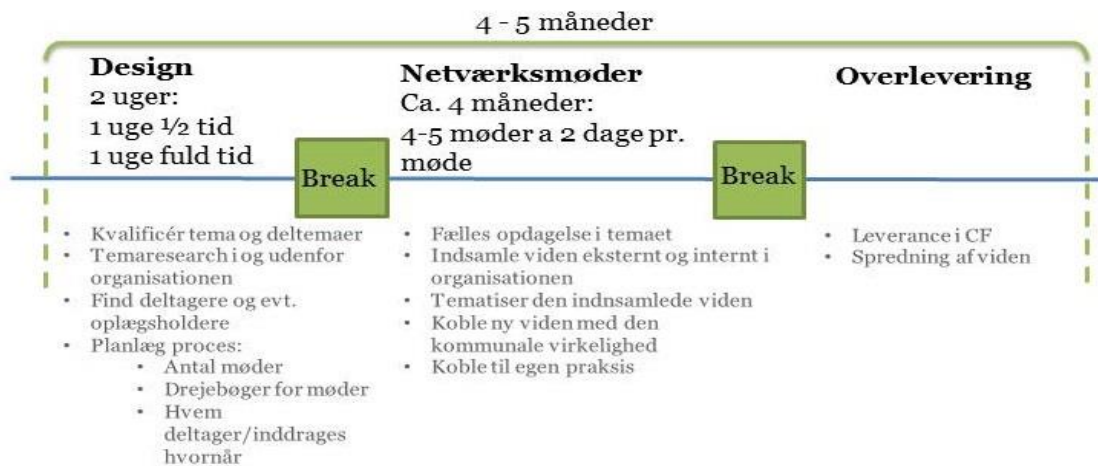 4 - 5 måneder
Design
2 uger:
1 uge ½ tid
1 uge fuld tid
Break
• Kvalificér tema og deltemaer
• Temaresearch i og udenfor
organisationen
• Find deltagere og evt.
oplægsholdere
• Planlæg proces:
• Antal møder
• Drejebøger for møder
• Hvem
deltager/inddrages
hvornår
Netværksmøder
Ca. 4 måneder:
4-5 møder a 2 dage pr.
møde
Break
• Fælles opdagelse i temaet
• Indsamle viden eksternt og internt i
organisationen
• Tematiser den indnsamlede viden
• Koble ny viden med den
kommunale virkelighed
• Koble til egen praksis
Overlevering
• Leverance i CF
• Spredning af viden